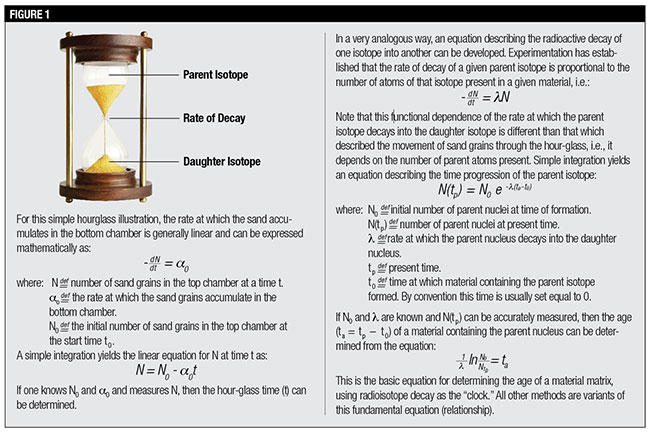 FIGURE 1
Parent Isotope
Rate of Decay
Daughter Isotope
For this simple hourglass illustration, the rate at which the sand accu-
mulates in the bottom chamber is generally linear and can be expressed
mathematically as:
-dN/dt = α₀
where: N ≝ number of sand grains in the top chamber at a time t.
α₀ ≝ the rate at which the sand grains accumulate in the
bottom chamber.
N₀ ≝ the initial number of sand grains in the top chamber at
the start time t₀.
A simple integration yields the linear equation for N at time t as:
N = N₀ - α₀t
If one knows N₀ and α₀ and measures N, then the hour-glass time (t) can
be determined.
In a very analogous way, an equation describing the radioactive decay of
one isotope into another can be developed. Experimentation has estab-
lished that the rate of decay of a given parent isotope is proportional to the
number of atoms of that isotope present in a given material, i.e.:
-dN/dt = λN
Note that this functional dependence of the rate at which the parent
isotope decays into the daughter isotope is different than that which
described the movement of sand grains through the hour-glass, i.e., it
depends on the number of parent atoms present. Simple integration yields
an equation describing the time progression of the parent isotope:
N(tₚ) = N₀ e -λ(tₐ-t₀)
where: N₀ ≝ initial number of parent nuclei at time of formation.
N(tₚ) ≝ number of parent nuclei at present time.
λ ≝ rate at which the parent nucleus decays into the daughter
nucleus.
tₚ ≝ present time.
t₀ ≝ time at which material containing the parent isotope
formed. By convention this time is usually set equal to 0.
If N₀ and λ are known and N(tₚ) can be accurately measured, then the age
(tₐ = tₚ - t₀) of a material containing the parent nucleus can be deter-
mined from the equation:
1/λ ln N₀/Ntₚ = tₐ
This is the basic equation for determining the age of a material matrix,
using radioisotope decay as the “clock.” All other methods are variants of
this fundamental equation (relationship).